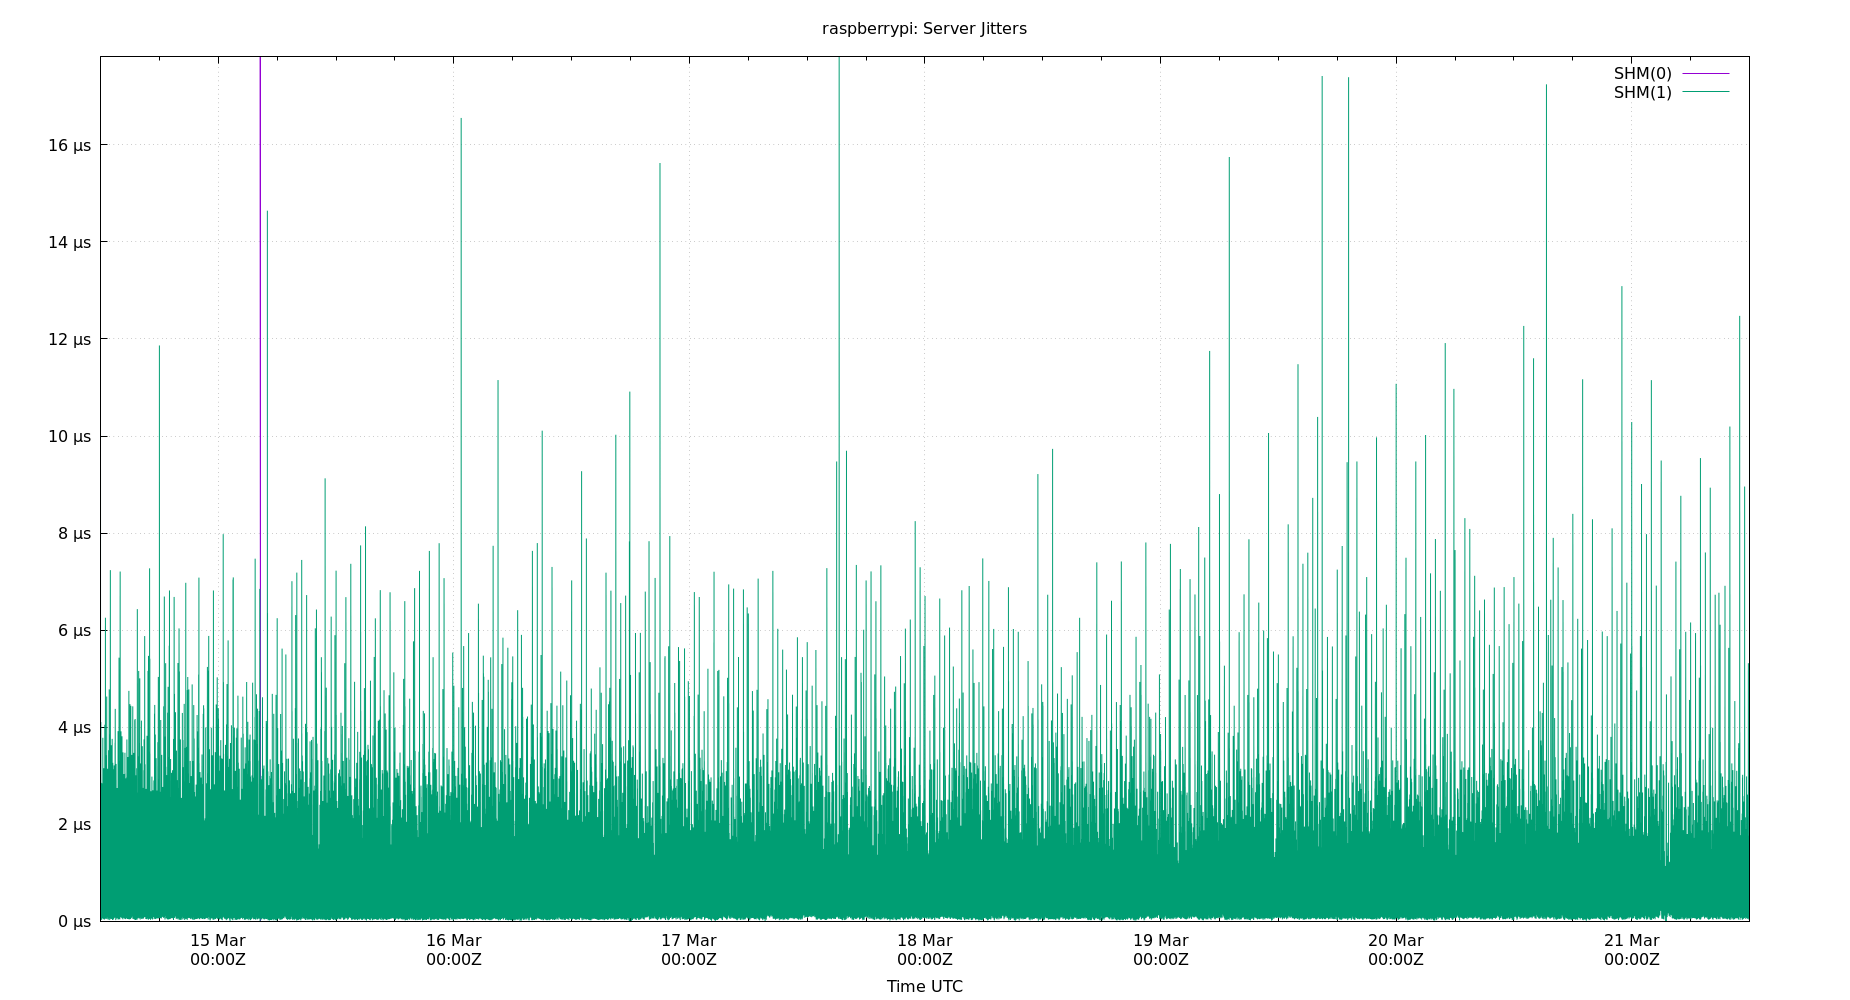 raspberrypi: Server Jitters
SHM(0)
SHM(1)
16 µs
14 µs
12 µs
10 µs
8 µs
6 µs
4 µs
2 µs
0 µs
15 Mar 16 Mar 17 Mar 18 Mar 19 Mar 20 Mar 21 Mar
00:00Z 00:00Z 00:00Z 00:00Z 00:00Z 00:00Z 00:00Z
Time UTC